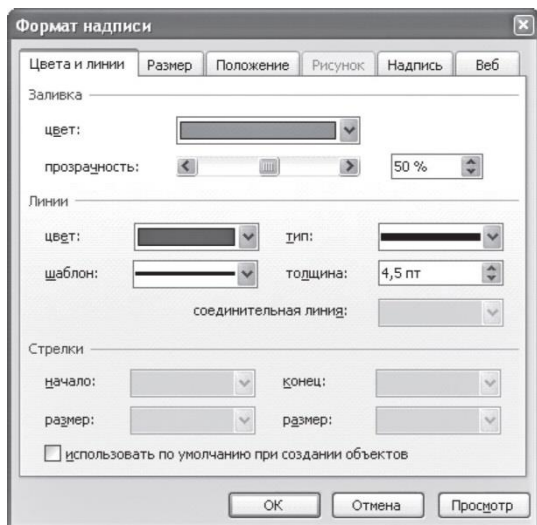 Формат надписи
Цвета и линии Размер Положение Рисунок Надпись Веб
Заливка
цвет:
прозрачность: 50 %
Линии
цвет: тип:
шаблон: толщина: 4,5 пт
соединительная линия:
Стрелки
начало: конец:
размер: размер:
использовать по умолчанию при создании объектов
ОК Отмена Просмотр